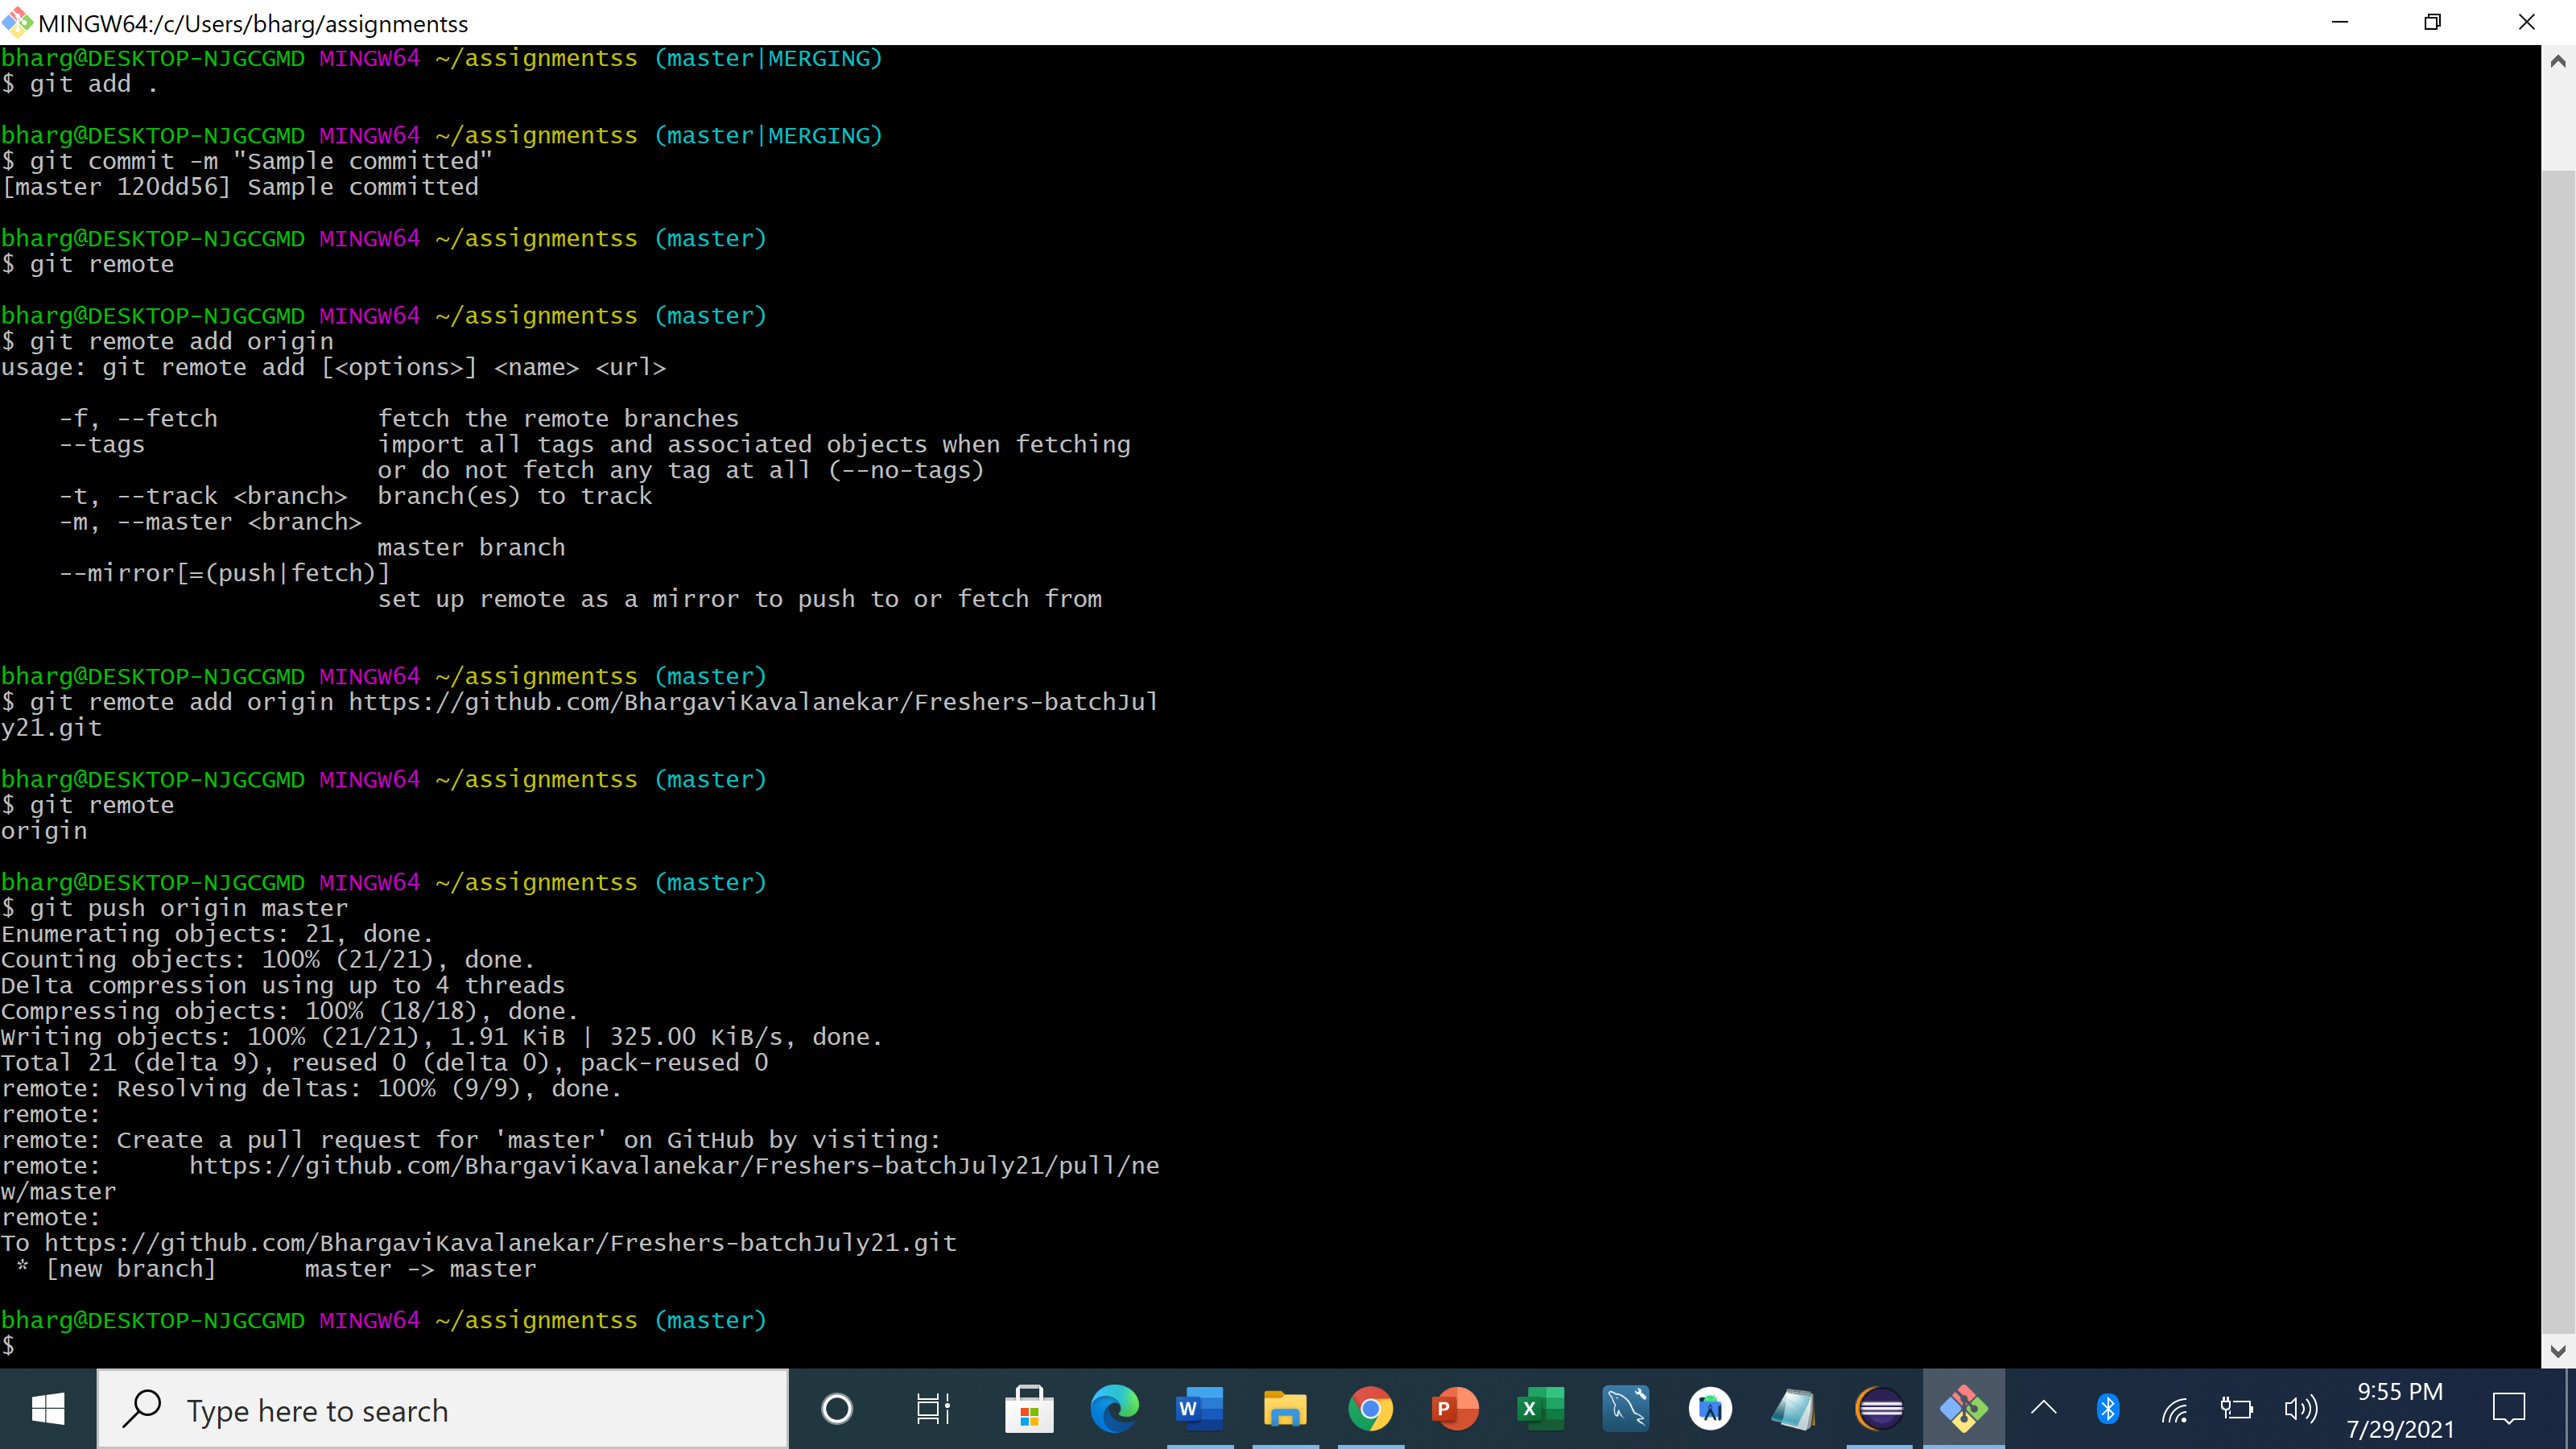 MINGW64:/c/Users/bharg/assignmentss
bharg@DESKTOP-NJGCGMD MINGW64 ~/assignmentss (master|MERGING)
$ git add .
bharg@DESKTOP-NJGCGMD MINGW64 ~/assignmentss (master|MERGING)
$ git commit -m "Sample committed"
[master 120dd56] Sample committed
bharg@DESKTOP-NJGCGMD MINGW64 ~/assignmentss (master)
$ git remote
bharg@DESKTOP-NJGCGMD MINGW64 ~/assignmentss (master)
$ git remote add origin
usage: git remote add [<options>] <name> <url>
    -f, --fetch           fetch the remote branches
    --tags                import all tags and associated objects when fetching
                          or do not fetch any tag at all (--no-tags)
    -t, --track <branch>  branch(es) to track
    -m, --master <branch>
                          master branch
    --mirror[=(push|fetch)]
                          set up remote as a mirror to push to or fetch from
bharg@DESKTOP-NJGCGMD MINGW64 ~/assignmentss (master)
$ git remote add origin https://github.com/BhargaviKavalanekar/Freshers-batchJul
y21.git
bharg@DESKTOP-NJGCGMD MINGW64 ~/assignmentss (master)
$ git remote
origin
bharg@DESKTOP-NJGCGMD MINGW64 ~/assignmentss (master)
$ git push origin master
Enumerating objects: 21, done.
Counting objects: 100% (21/21), done.
Delta compression using up to 4 threads
Compressing objects: 100% (18/18), done.
Writing objects: 100% (21/21), 1.91 KiB | 325.00 KiB/s, done.
Total 21 (delta 9), reused 0 (delta 0), pack-reused 0
remote: Resolving deltas: 100% (9/9), done.
remote:
remote: Create a pull request for 'master' on GitHub by visiting:
remote:      https://github.com/BhargaviKavalanekar/Freshers-batchJuly21/pull/ne
w/master
remote:
To https://github.com/BhargaviKavalanekar/Freshers-batchJuly21.git
 * [new branch]      master -> master
bharg@DESKTOP-NJGCGMD MINGW64 ~/assignmentss (master)
$
Type here to search
9:55 PM
7/29/2021